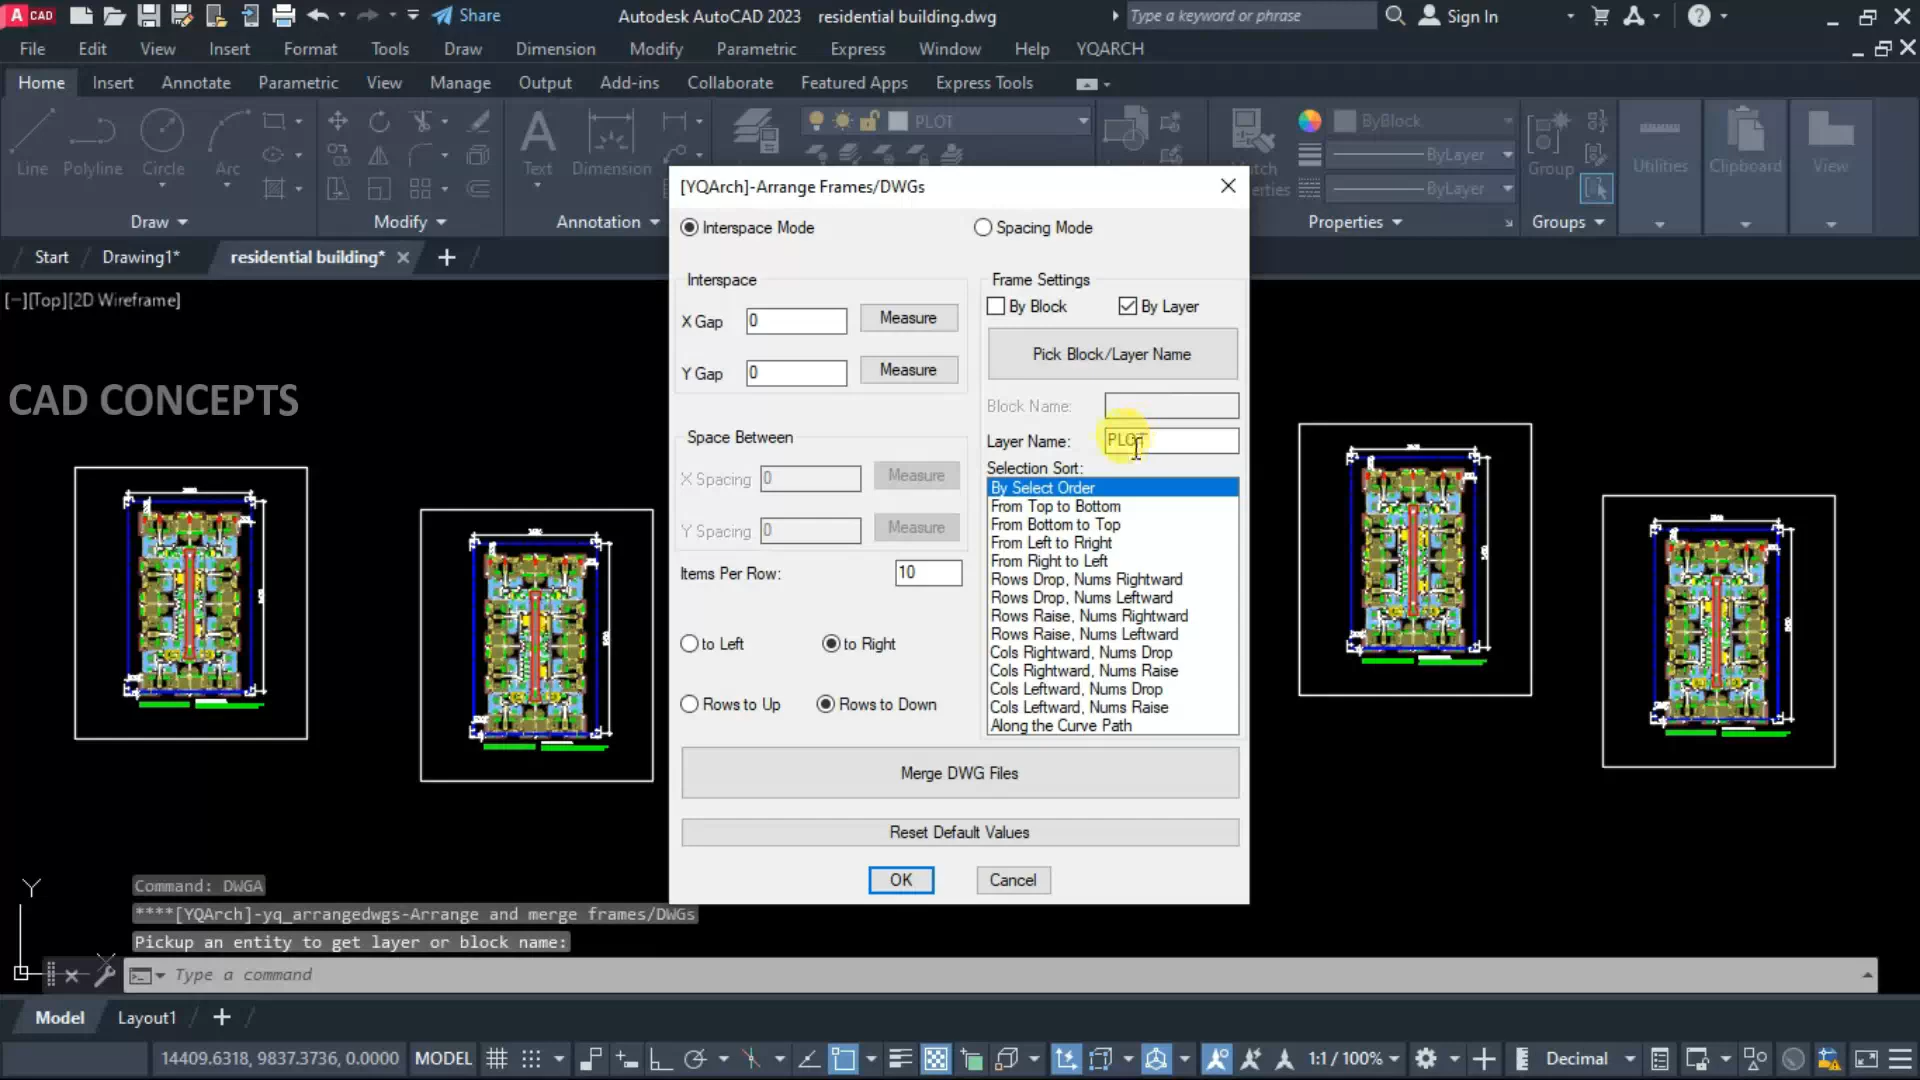 CAD
Share
Autodesk AutoCAD 2023 residential building.dwg
Type a keyword or phrase
Sign In
File Edit View Insert Format Tools Draw Dimension Modify Parametric Express Window Help YQARCH
Home Insert Annotate Parametric View Manage Output Add-ins Collaborate Featured Apps Express Tools
PLOT
ByBlock
ByLayer
ByLayer
Line Polyline Circle Arc
Text Dimension
Group Utilities Clipboard View
Draw Modify Annotation Properties Groups
Start Drawing1* residential building*
[−][Top][2D Wireframe]
CAD CONCEPTS
[YQArch]-Arrange Frames/DWGs
Interspace Mode Spacing Mode
Interspace
X Gap 0 Measure
Y Gap 0 Measure
Space Between
X Spacing 0 Measure
Y Spacing 0 Measure
Items Per Row: 10
to Left to Right
Rows to Up Rows to Down
Frame Settings
By Block By Layer
Pick Block/Layer Name
Block Name:
Layer Name: PLOT
Selection Sort:
By Select Order
From Top to Bottom
From Bottom to Top
From Left to Rright
From Right to Left
Rows Drop, Nums Rightward
Rows Drop, Nums Leftward
Rows Raise, Nums Rightward
Rows Raise, Nums Leftward
Cols Rightward, Nums Drop
Cols Rightward, Nums Raise
Cols Leftward, Nums Drop
Cols Leftward, Nums Raise
Along the Curve Path
Merge DWG Files
Reset Default Values
OK Cancel
Y
X
Command: DWGA
****[YQArch]-yq_arrangedwgs-Arrange and merge frames/DWGs
Pickup an entity to get layer or block name:
Type a command
Model Layout1
14409.6318, 9837.3736, 0.0000 MODEL 1:1 / 100% Decimal